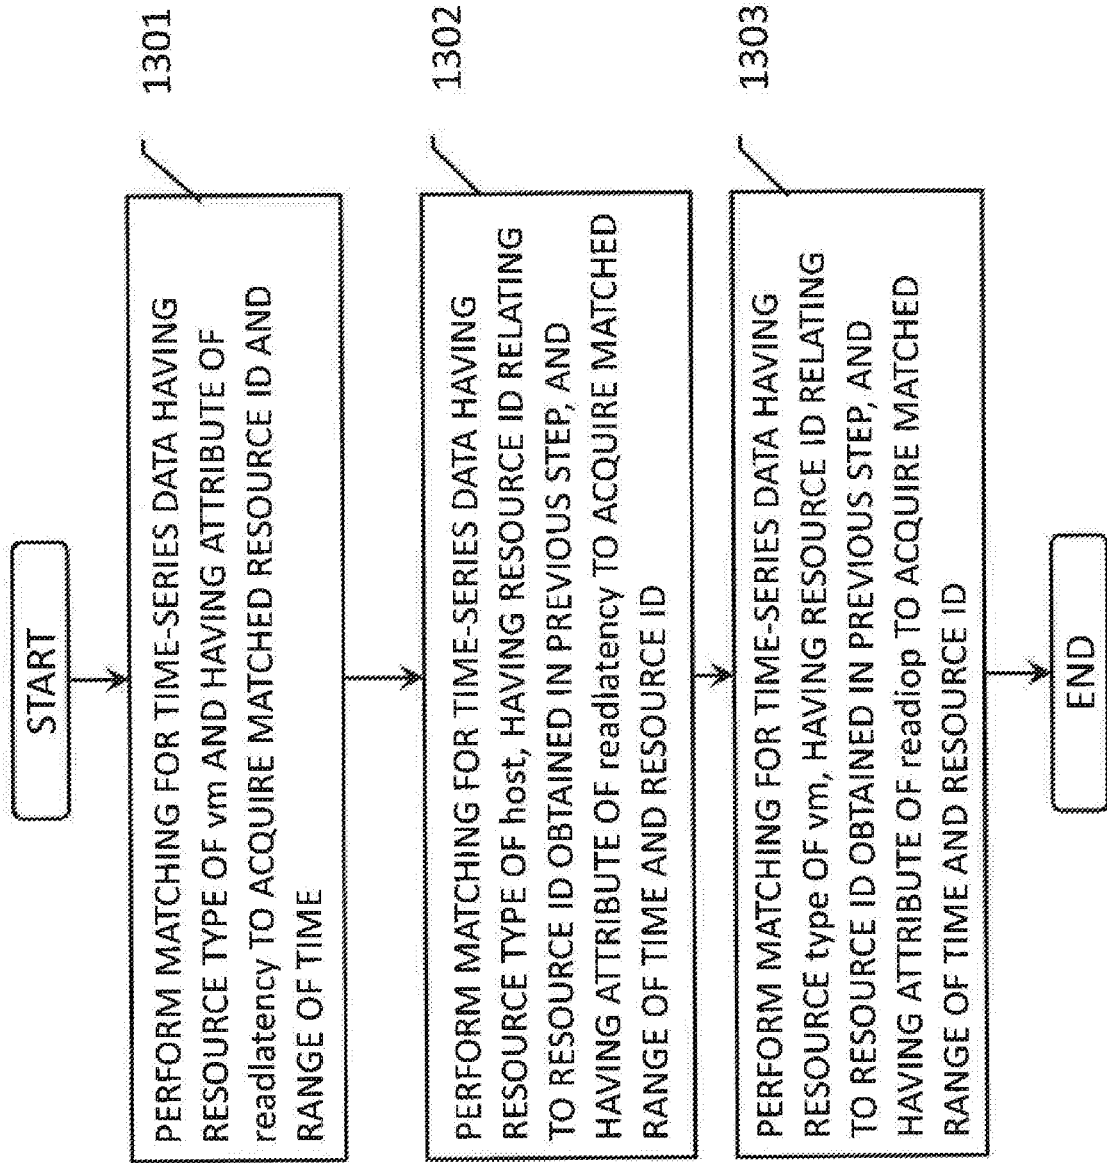 START
1301
PERFORM MATCHING FOR TIME-SERIES DATA HAVING
RESOURCE TYPE OF vm AND HAVING ATTRIBUTE OF
readlatency TO ACQUIRE MATCHED RESOURCE ID AND
RANGE OF TIME
1302
PERFORM MATCHING FOR TIME-SERIES DATA HAVING
RESOURCE TYPE OF host, HAVING RESOURCE ID RELATING
TO RESOURCE ID OBTAINED IN PREVIOUS STEP, AND
HAVING ATTRIBUTE OF readlatency TO ACQUIRE MATCHED
RANGE OF TIME AND RESOURCE ID
1303
PERFORM MATCHING FOR TIME-SERIES DATA HAVING
RESOURCE type OF vm, HAVING RESOURCE ID RELATING
TO RESOURCE ID OBTAINED IN PREVIOUS STEP, AND
HAVING ATTRIBUTE OF readiop TO ACQUIRE MATCHED
RANGE OF TIME AND RESOURCE ID
END